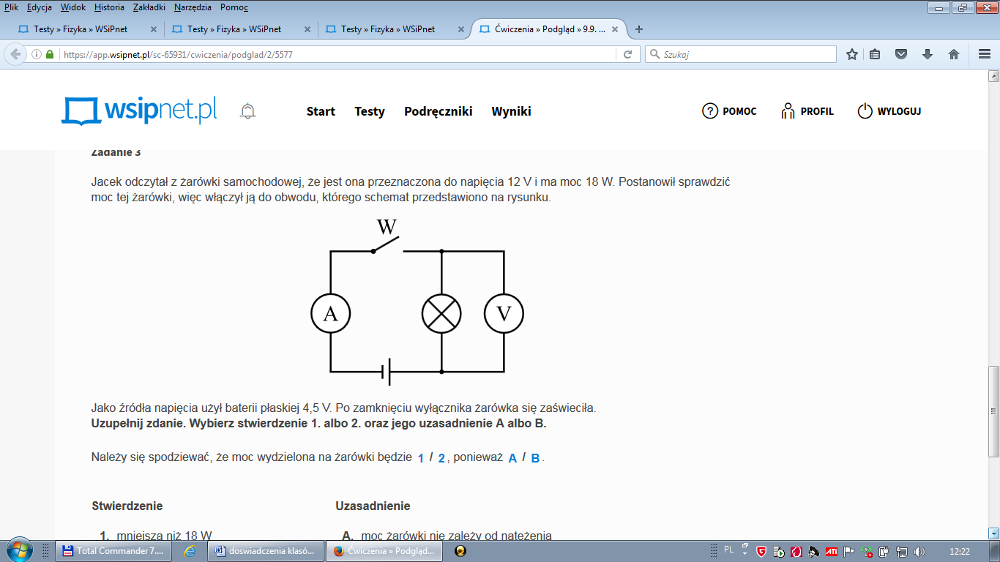 Plik Edycja Widok Historia Zakładki Narzędzia Pomoc
Testy » Fizyka » WSiPnet Testy » Fizyka » WSiPnet Testy » Fizyka » WSiPnet Ćwiczenia » Podgląd » 9.9. ...
https://app.wsipnet.pl/sc-65931/cwiczenia/podglad/2/5577 Szukaj
wsipnet.pl Start Testy Podręczniki Wyniki POMOC PROFIL WYLOGUJ
Zadanie 3
Jacek odczytał z żarówki samochodowej, że jest ona przeznaczona do napięcia 12 V i ma moc 18 W. Postanowił sprawdzić
moc tej żarówki, więc włączył ją do obwodu, którego schemat przedstawiono na rysunku.
W
A V
Jako źródła napięcia użył baterii płaskiej 4,5 V. Po zamknięciu wyłącznika żarówka się zaświeciła.
Uzupełnij zdanie. Wybierz stwierdzenie 1. albo 2. oraz jego uzasadnienie A albo B.
Należy się spodziewać, że moc wydzielona na żarówki będzie 1 / 2, ponieważ A / B.
Stwierdzenie Uzasadnienie
1. mniejsza niż 18 W A. moc żarówki nie zależy od natężenia
Total Commander 7.... doswiadczenia klasó... Ćwiczenia » Podgląd... PL ATI 12:22